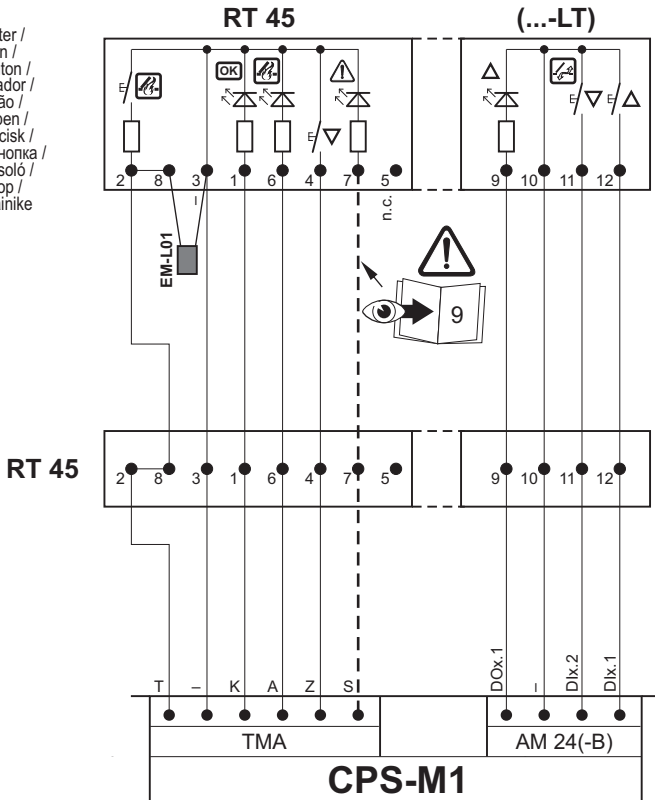 RT 45
(...-LT)
ter /
n /
ton /
ador /
ão /
pen /
cisk /
нопка /
soló /
op /
inike
OK
2 8 3 1 6 4 7 5
9 10 11 12
–
n.c.
EM-L01
9
RT 45
2 8 3 1 6 4 7 5
9 10 11 12
T – K A Z S
DOx.1
–
DIx.2
DIx.1
TMA
AM 24(-B)
CPS-M1